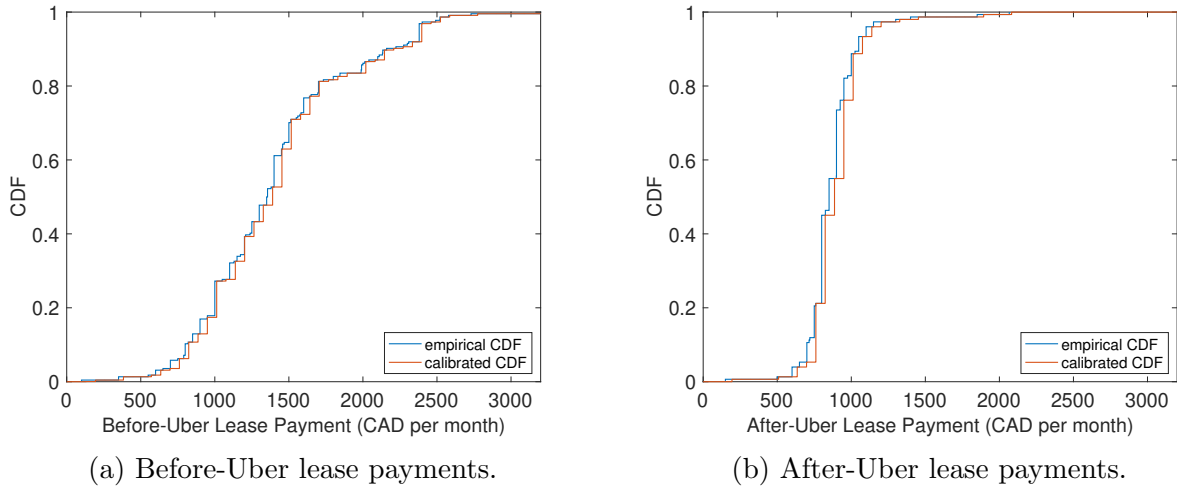 1
0.8
0.6
0.4
0.2
0
CDF
0 500 1000 1500 2000 2500 3000
Before-Uber Lease Payment (CAD per month)
empirical CDF
calibrated CDF
(a) Before-Uber lease payments.
1
0.8
0.6
0.4
0.2
0
CDF
0 500 1000 1500 2000 2500 3000
After-Uber Lease Payment (CAD per month)
empirical CDF
calibrated CDF
(b) After-Uber lease payments.